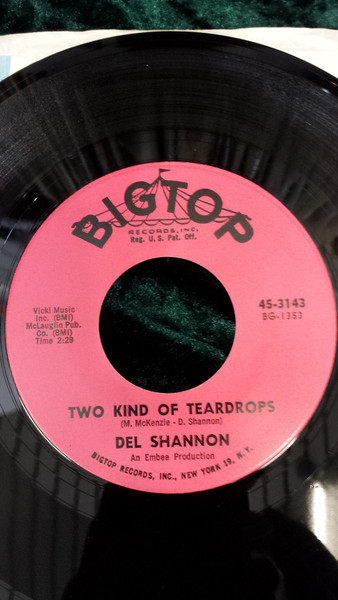 BIGTOP
RECORDS, INC.
Reg. U. S. Pat. Off.
Vicki Music
Inc. (BMI)
McLauglin Pub.
Co. (BMI)
Time 2:29
45-3143
BG-1353
TWO KIND OF TEARDROPS
(M. McKenzie - D. Shannon)
DEL SHANNON
An Embee Production
BIGTOP RECORDS, INC., NEW YORK 19, N. Y.